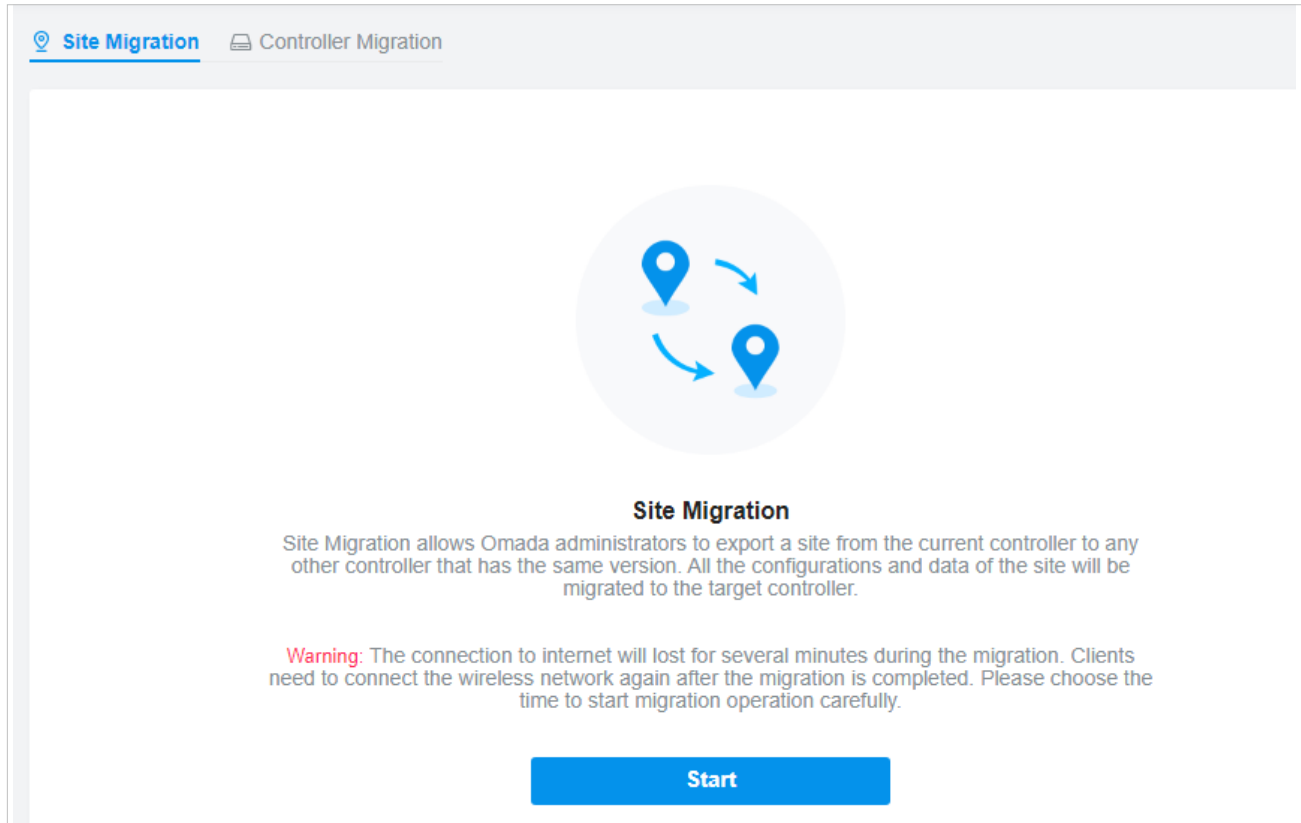 Site Migration Controller Migration
Site Migration
Site Migration allows Omada administrators to export a site from the current controller to any
other controller that has the same version. All the configurations and data of the site will be
migrated to the target controller.
Warning: The connection to internet will lost for several minutes during the migration. Clients
need to connect the wireless network again after the migration is completed. Please choose the
time to start migration operation carefully.
Start